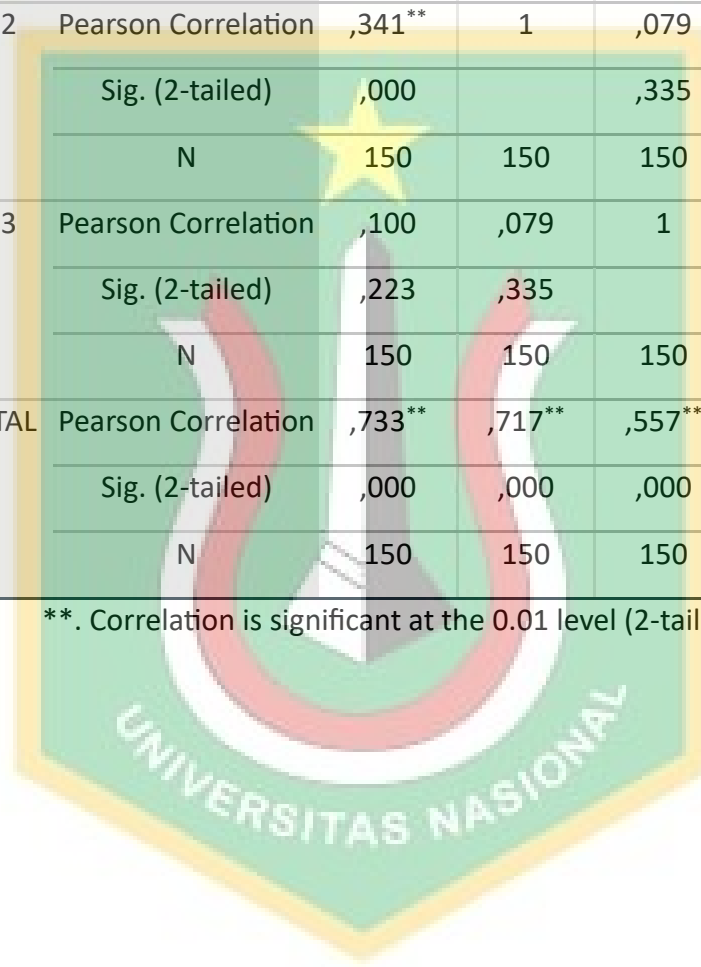 2 Pearson Correlation ,341** 1 ,079
Sig. (2-tailed) ,000 ,335
N 150 150 150
3 Pearson Correlation ,100 ,079 1
Sig. (2-tailed) ,223 ,335
N 150 150 150
TAL Pearson Correlation ,733** ,717** ,557**
Sig. (2-tailed) ,000 ,000 ,000
N 150 150 150
**. Correlation is significant at the 0.01 level (2-tail
UNIVERSITAS NASIONAL